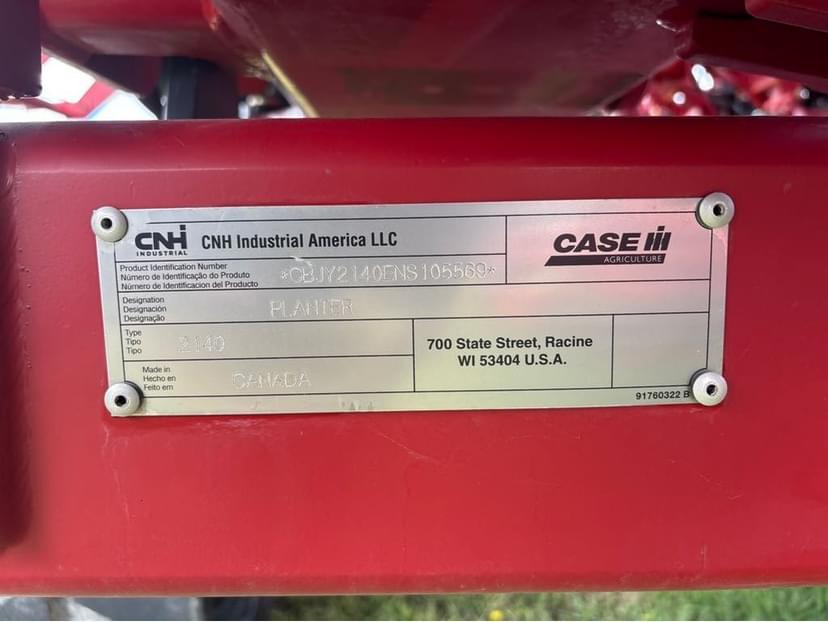 CNH
INDUSTRIAL
CNH Industrial America LLC
CASE IH
AGRICULTURE
Product Identification Number
Número de Identificação do Produto
Número de Identificacion del Producto
*CBJY2140ENS105569*
Designation
Designación
Designação
PLANTER
Type
Tipo
Tipo
2140
700 State Street, Racine
WI 53404 U.S.A.
Made in
Hecho en
Feito em
CANADA
91760322 B